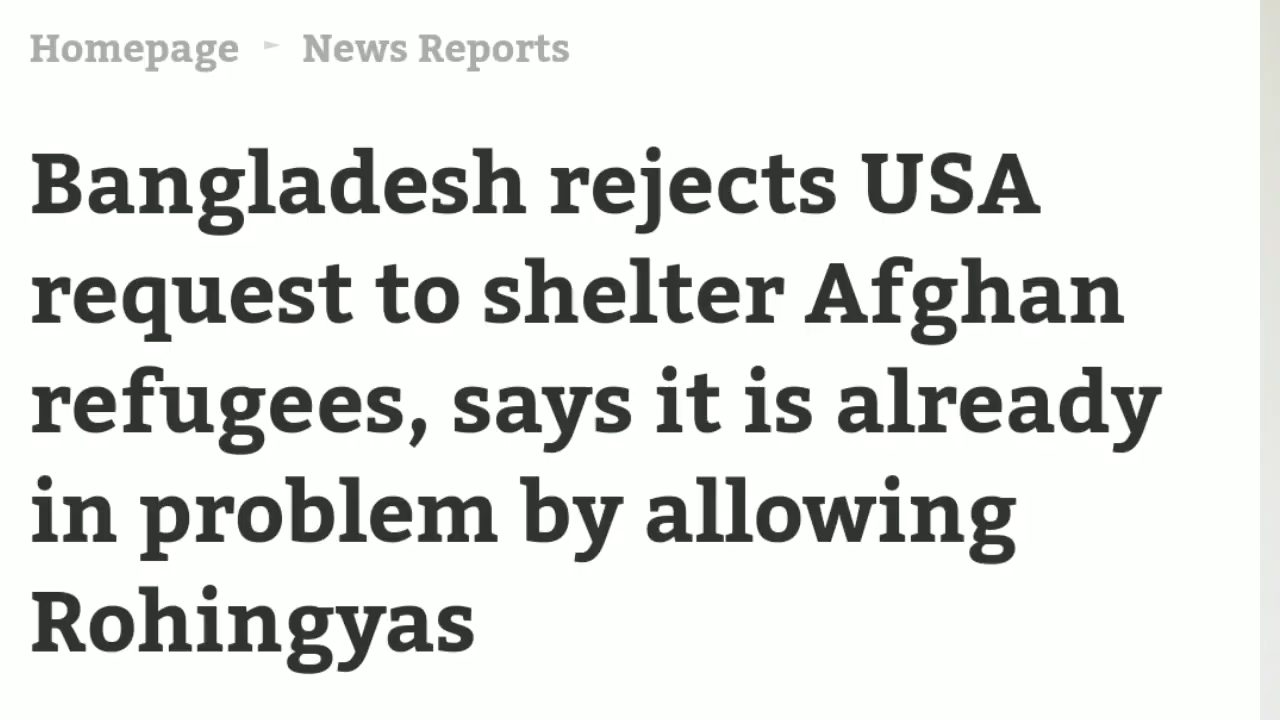 Homepage ► News Reports
Bangladesh rejects USA
request to shelter Afghan
refugees, says it is already
in problem by allowing
Rohingyas